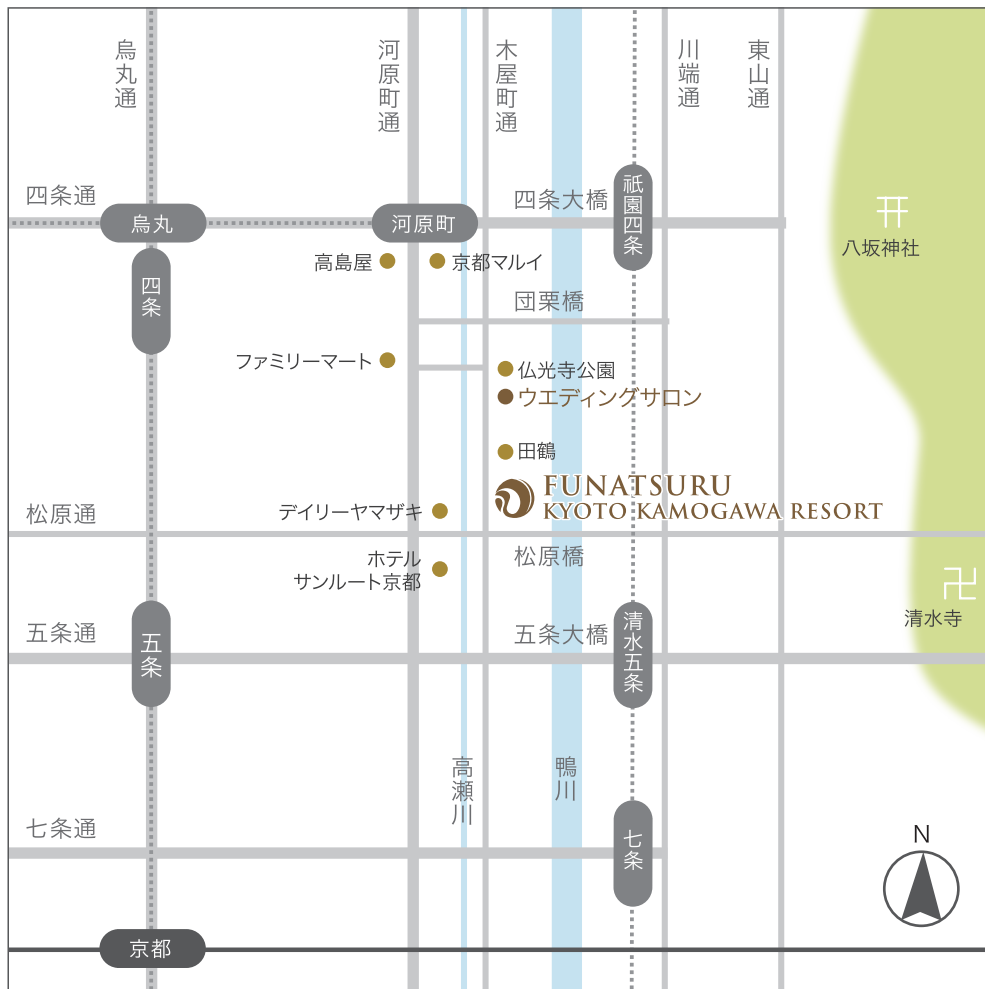 烏丸通
河原町通
木屋町通
川端通
東山通
四条通
烏丸
河原町
四条大橋
祇園四条
八坂神社
高島屋
京都マルイ
四条
団栗橋
ファミリーマート
仏光寺公園
ウエディングサロン
田鶴
FUNATSURU
KYOTO KAMOGAWA RESORT
松原通
デイリーヤマザキ
松原橋
ホテル
サンルート京都
清水寺
五条通
五条
五条大橋
清水五条
高瀬川
鴨川
七条通
七条
N
京都